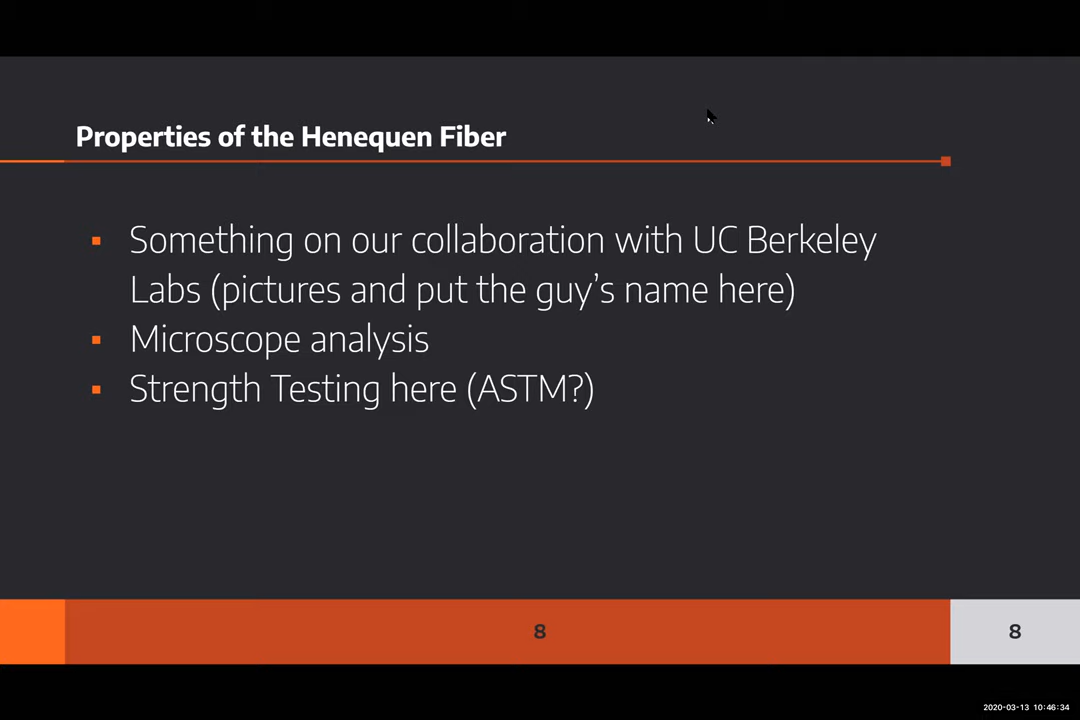 Properties of the Henequen Fiber
▪ Something on our collaboration with UC Berkeley
Labs (pictures and put the guy's name here)
▪ Microscope analysis
▪ Strength Testing here (ASTM?)
8
8
2020-03-13 10:46:34